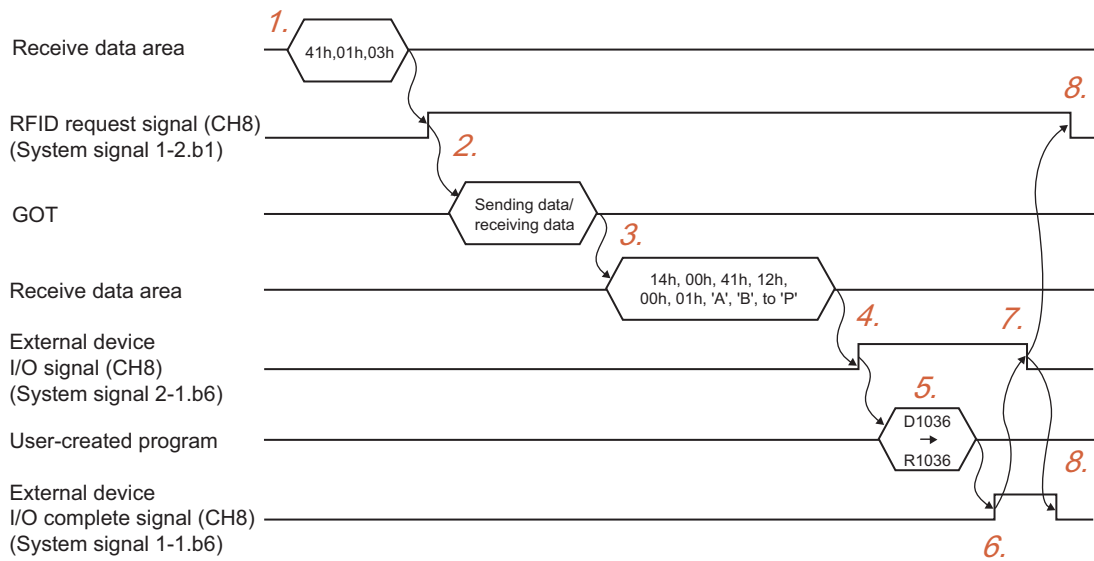 1.
Receive data area
41h,01h,03h
8.
RFID request signal (CH8)
(System signal 1-2.b1)
2.
GOT
Sending data/
receiving data
3.
Receive data area
14h, 00h, 41h, 12h,
00h, 01h, 'A', 'B', to 'P'
4.
7.
External device
I/O signal (CH8)
(System signal 2-1.b6)
5.
User-created program
D1036
→
R1036
8.
External device
I/O complete signal (CH8)
(System signal 1-1.b6)
6.